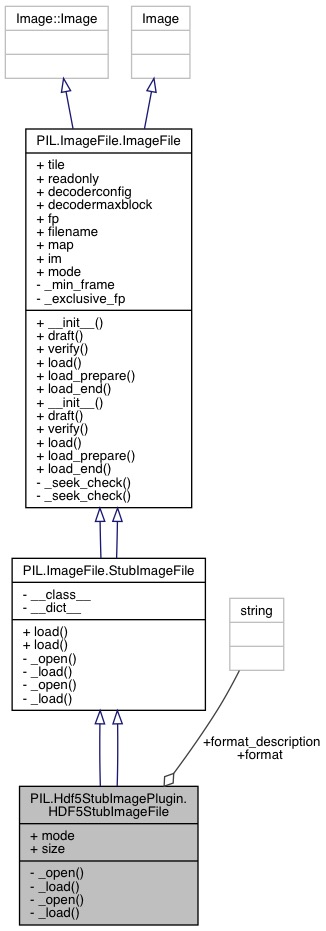 Image::Image
Image
PIL.ImageFile.ImageFile
+ tile
+ readonly
+ decoderconfig
+ decodermaxblock
+ fp
+ filename
+ map
+ im
+ mode
- _min_frame
- _exclusive_fp
+ __init__()
+ draft()
+ verify()
+ load()
+ load_prepare()
+ load_end()
+ __init__()
+ draft()
+ verify()
+ load()
+ load_prepare()
+ load_end()
- _seek_check()
- _seek_check()
PIL.ImageFile.StubImageFile
- __class__
- __dict__
+ load()
+ load()
- _open()
- _load()
- _open()
- _load()
string
+format_description
+format
PIL.Hdf5StubImagePlugin.
HDF5StubImageFile
+ mode
+ size
- _open()
- _load()
- _open()
- _load()